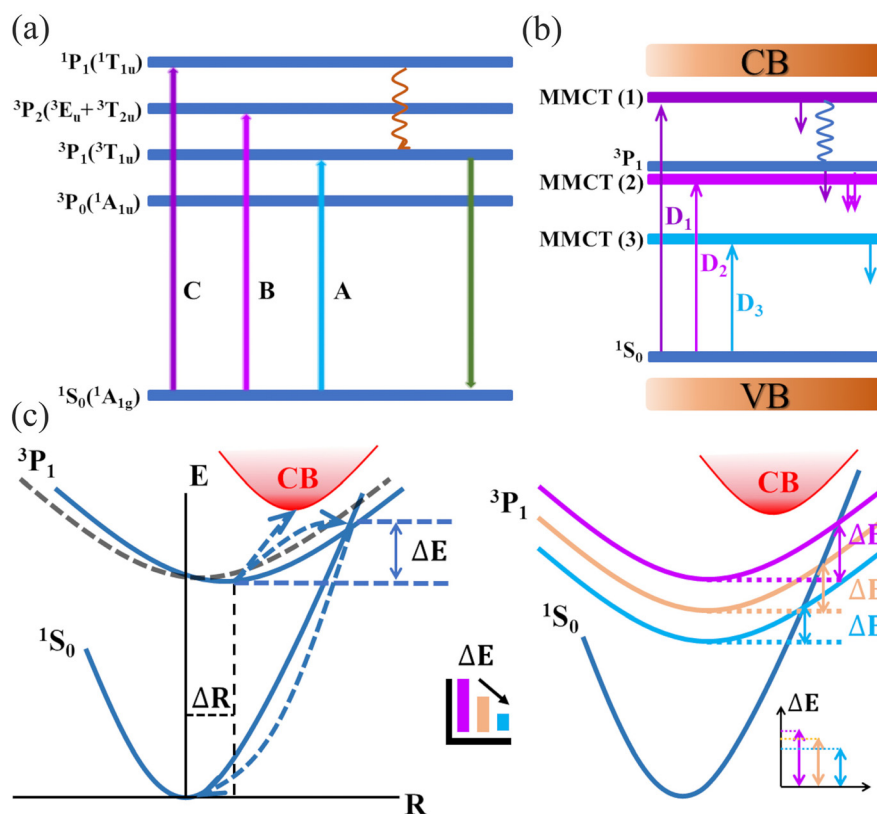 (a)
¹P₁(¹T₁ᵤ)
³P₂(³Eᵤ+³T₂ᵤ)
³P₁(³T₁ᵤ)
³P₀(¹A₁ᵤ)
C B A
¹S₀(¹A₁g)
(b)
CB
MMCT (1)
³P₁
MMCT (2)
MMCT (3)
D₁
D₂
D₃
¹S₀
VB
(c)
³P₁
E
CB
ΔE
¹S₀
ΔR
R
ΔE
³P₁
CB
ΔE
ΔE
ΔE
¹S₀
ΔE